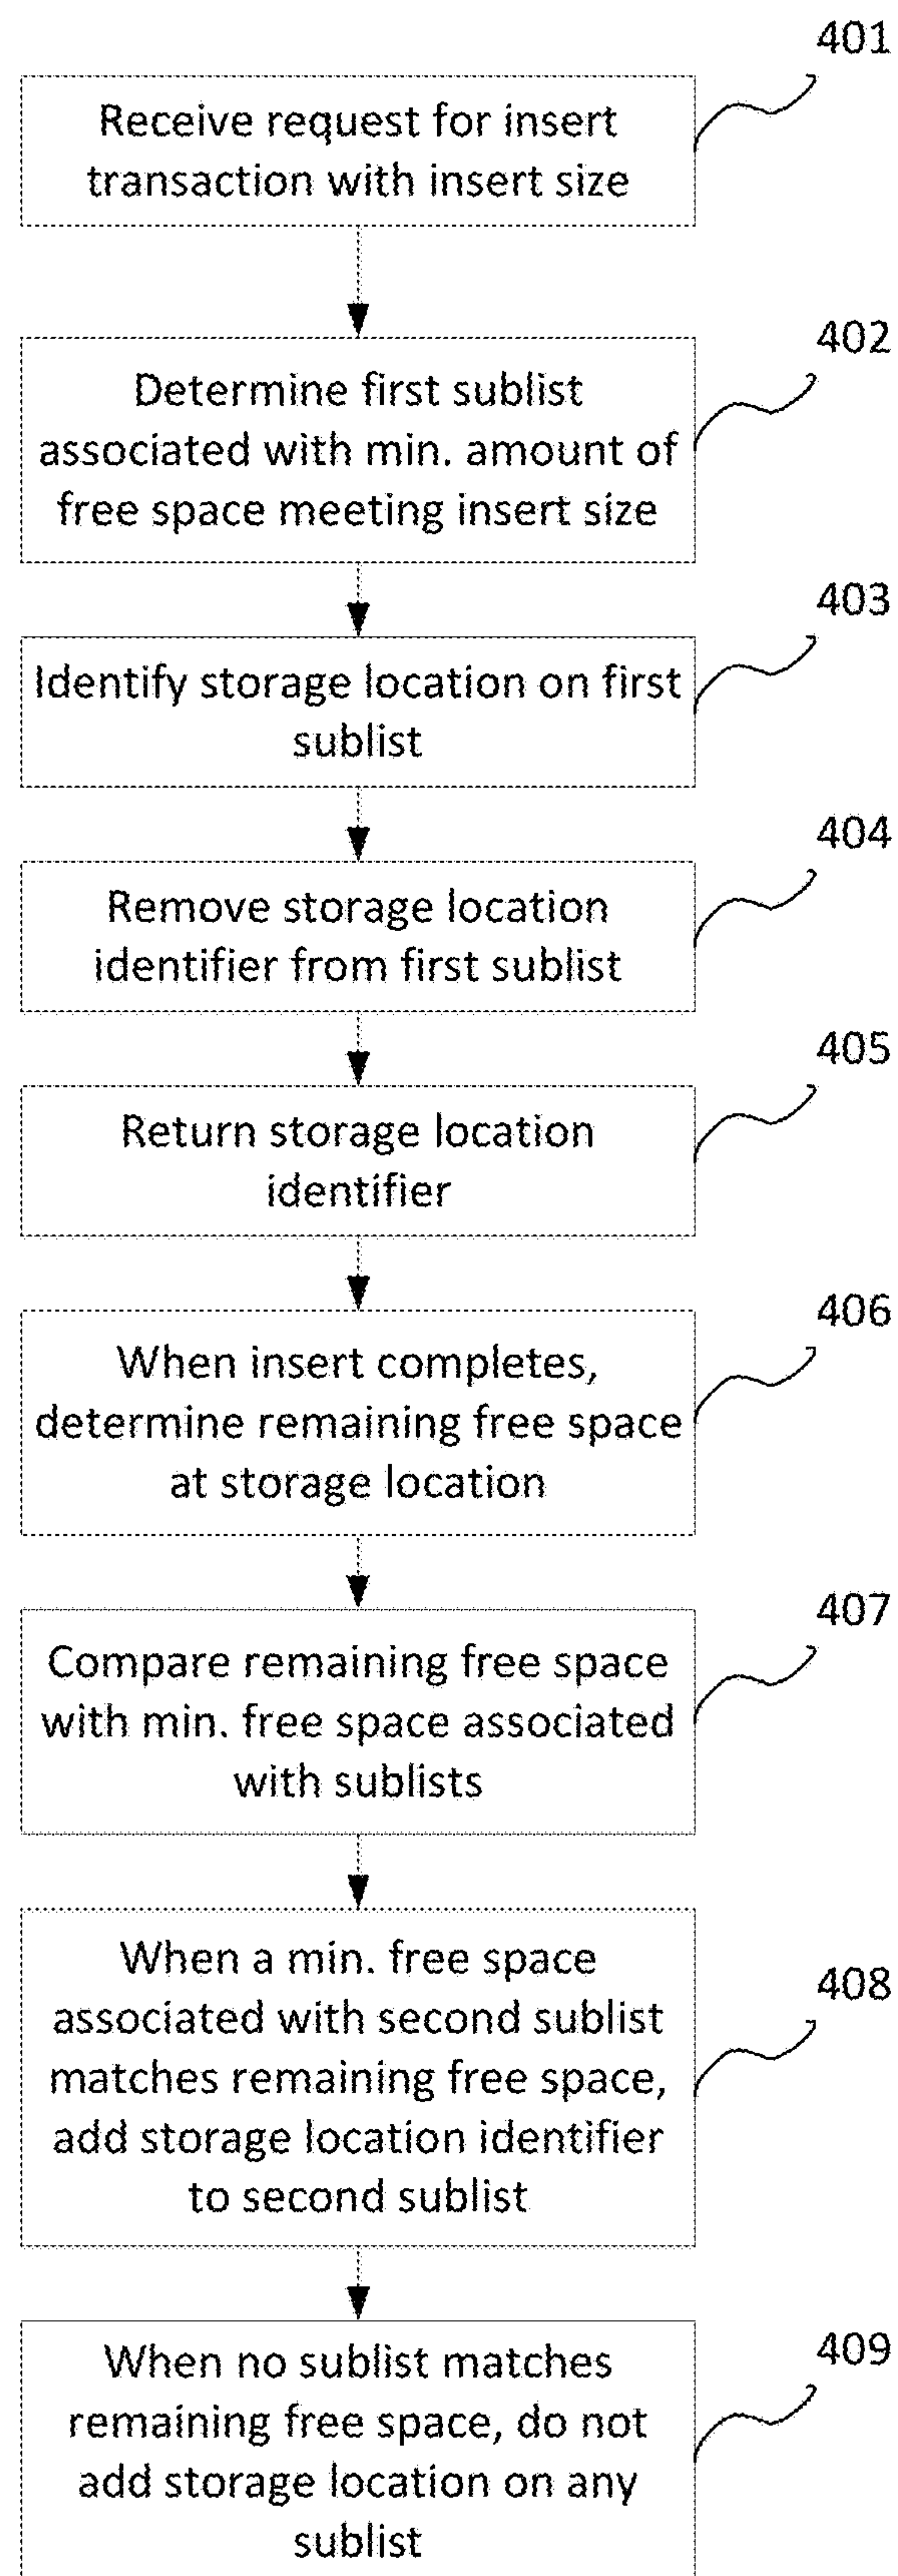 401
Receive request for insert
transaction with insert size
402
Determine first sublist
associated with min. amount of
free space meeting insert size
403
Identify storage location on first
sublist
404
Remove storage location
identifier from first sublist
405
Return storage location
identifier
406
When insert completes,
determine remaining free space
at storage location
407
Compare remaining free space
with min. free space associated
with sublists
408
When a min. free space
associated with second sublist
matches remaining free space,
add storage location identifier
to second sublist
409
When no sublist matches
remaining free space, do not
add storage location on any
sublist